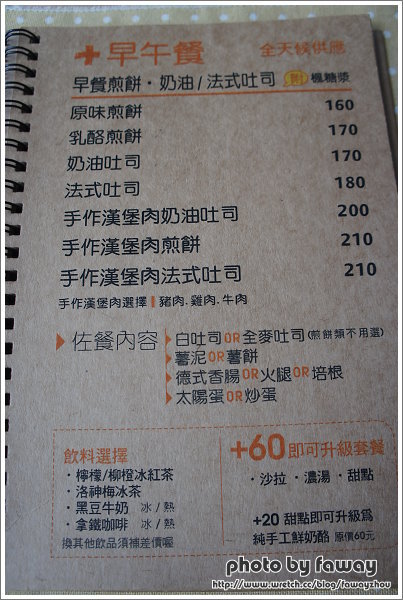 +早午餐 全天候供應
早餐煎餅・奶油/法式吐司 附 楓糖漿
原味煎餅 160
乳酪煎餅 170
奶油吐司 170
法式吐司 180
手作漢堡肉奶油吐司 200
手作漢堡肉煎餅 210
手作漢堡肉法式吐司 210
手作漢堡肉選擇 | 豬肉.雞肉.牛肉
佐餐內容 白吐司OR全麥吐司(煎餅類不用選)
薯泥OR薯餅
德式香腸OR火腿OR培根
太陽蛋OR炒蛋
飲料選擇
・檸檬/柳橙冰紅茶
・洛神梅冰茶
・黑豆牛奶 冰/熱
・拿鐵咖啡 冰/熱
換其他飲品須補差價喔
+60即可升級套餐
・沙拉・濃湯・甜點
+20 甜點即可升級為
純手工鮮奶酪 原價60元
photo by faway
http://www.wretch.cc/blog/fawayzhou